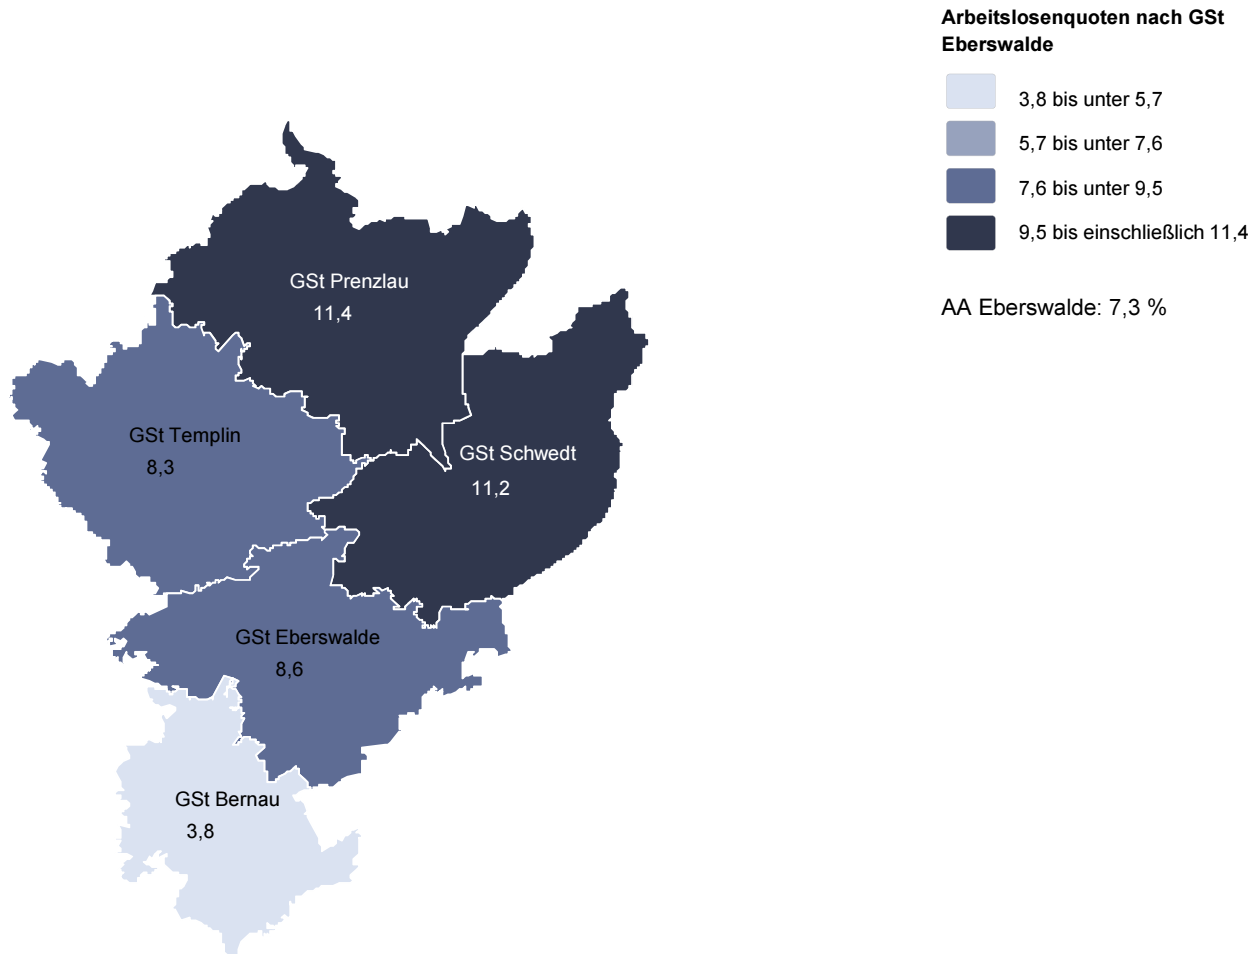 Arbeitslosenquoten nach GSt
Eberswalde
3,8 bis unter 5,7
5,7 bis unter 7,6
7,6 bis unter 9,5
9,5 bis einschließlich 11,4
AA Eberswalde: 7,3 %
GSt Prenzlau
11,4
GSt Templin
8,3
GSt Schwedt
11,2
GSt Eberswalde
8,6
GSt Bernau
3,8